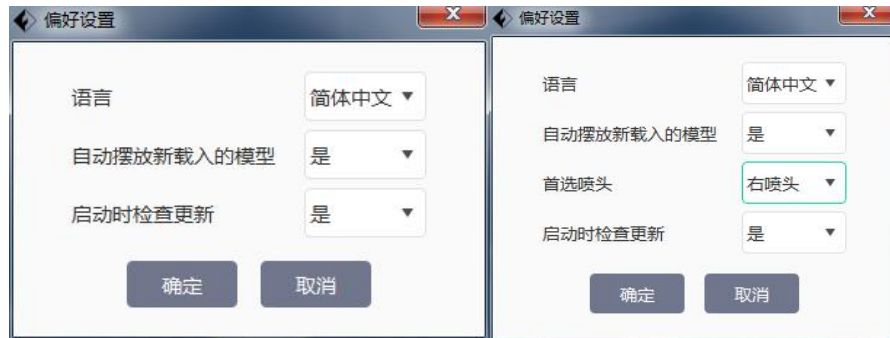 偏好设置
语言 简体中文
自动摆放新载入的模型 是
启动时检查更新 是
确定 取消
偏好设置
语言 简体中文
自动摆放新载入的模型 是
首选喷头 右喷头
启动时检查更新 是
确定 取消